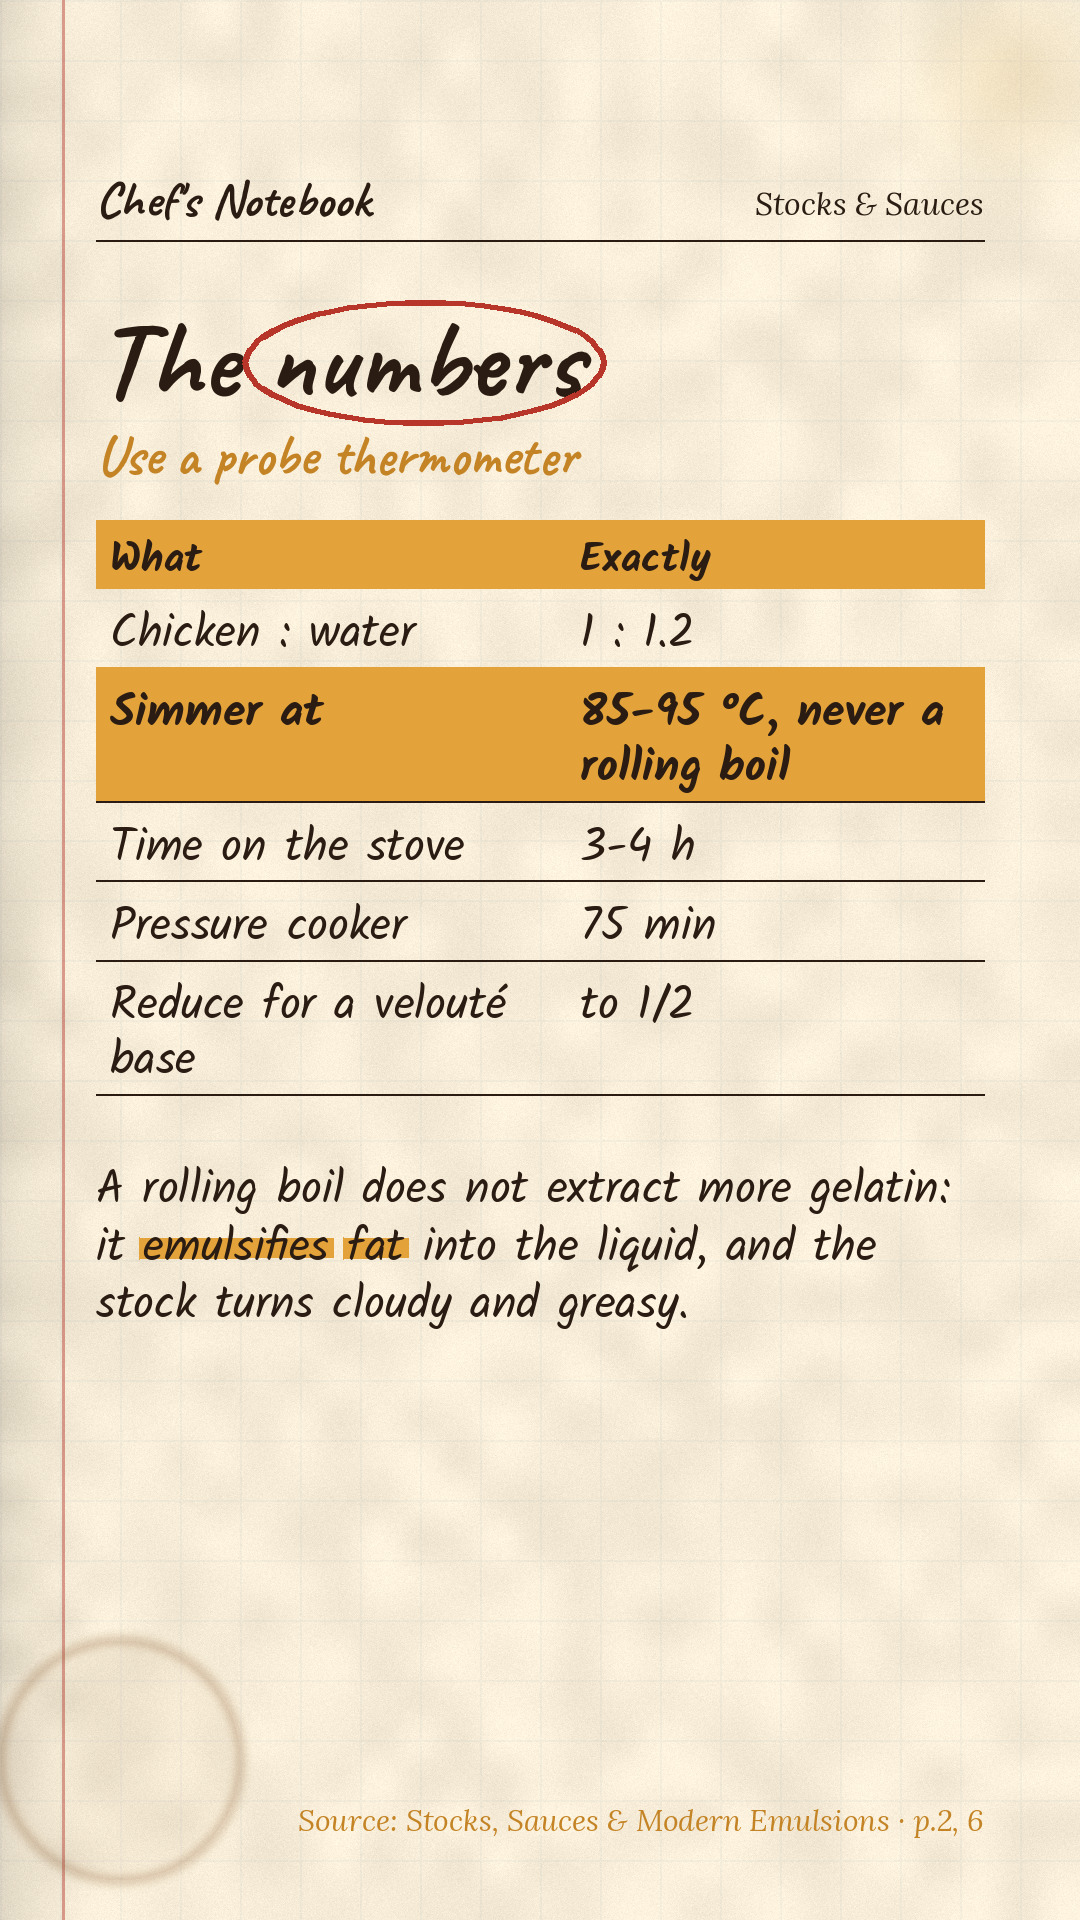 Chef's Notebook
Stocks & Sauces
The numbers
Use a probe thermometer
What Exactly
Chicken : water 1 : 1.2
Simmer at 85–95 °C, never a
rolling boil
Time on the stove 3–4 h
Pressure cooker 75 min
Reduce for a velouté to 1/2
base
A rolling boil does not extract more gelatin:
it emulsifies fat into the liquid, and the
stock turns cloudy and greasy.
Source: Stocks, Sauces & Modern Emulsions · p.2, 6